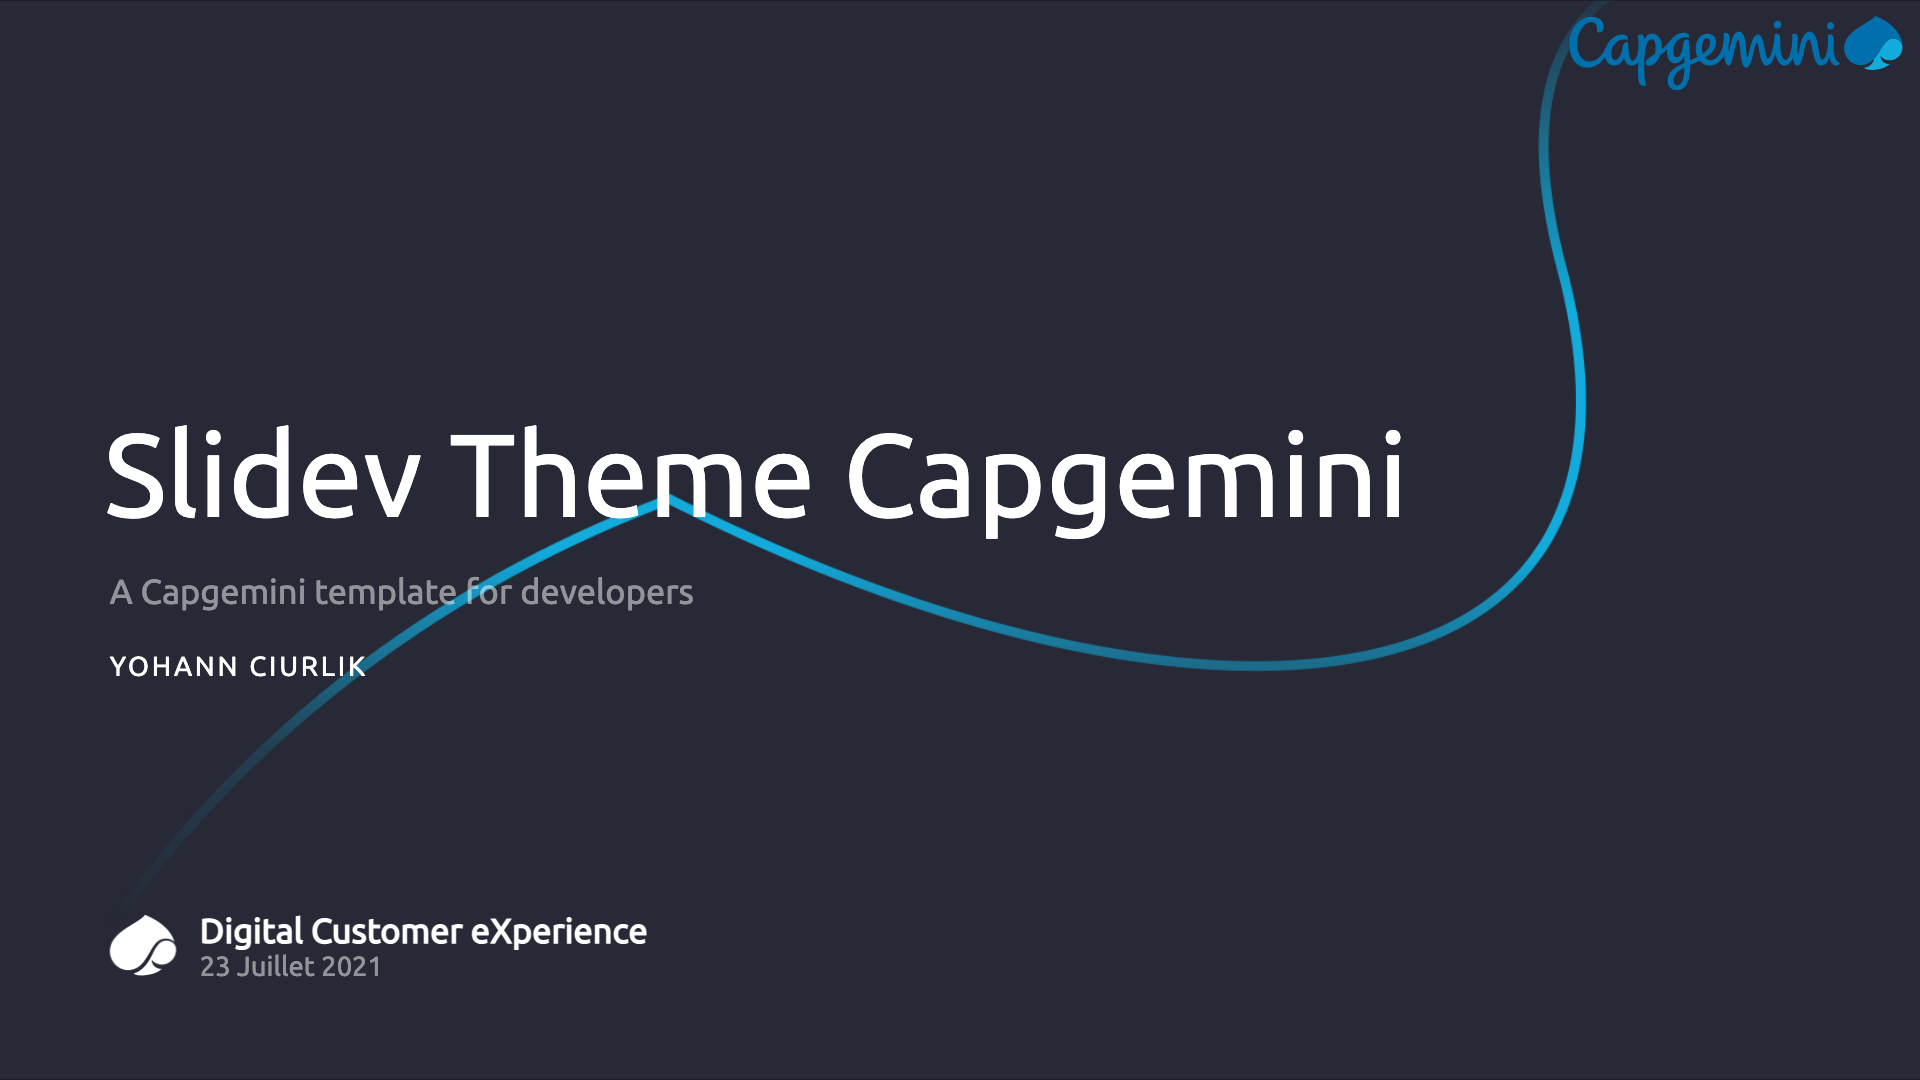 Capgemini
Slidev Theme Capgemini
A Capgemini template for developers
YOHANN CIURLIK
Digital Customer eXperience
23 Juillet 2021